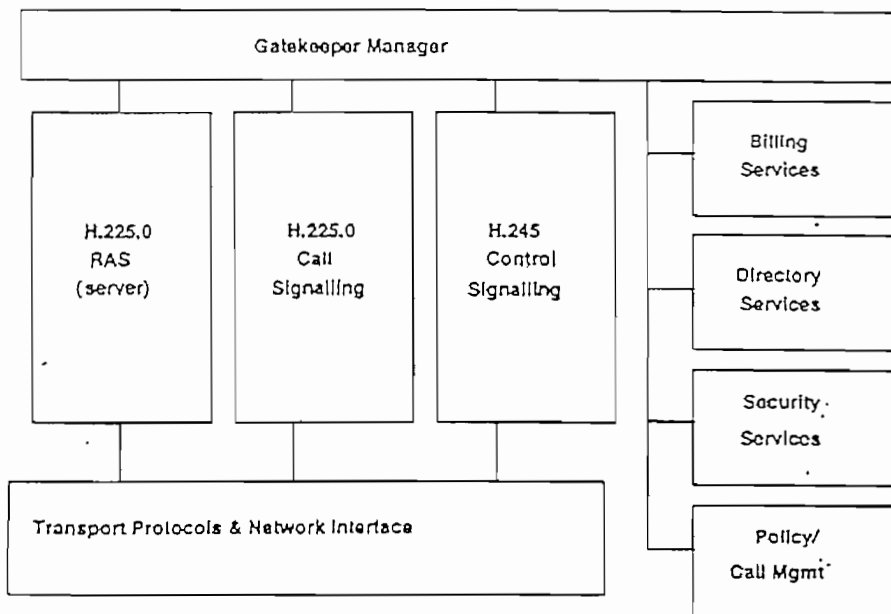 Gatekeeper Manager
H.225.0
RAS
(server)
H.225.0
Call
Signalling
H.245
Control
Signalling
Billing
Services
Directory
Services
Security
Services
Transport Protocols & Network Interface
Policy/
Call Mgmt